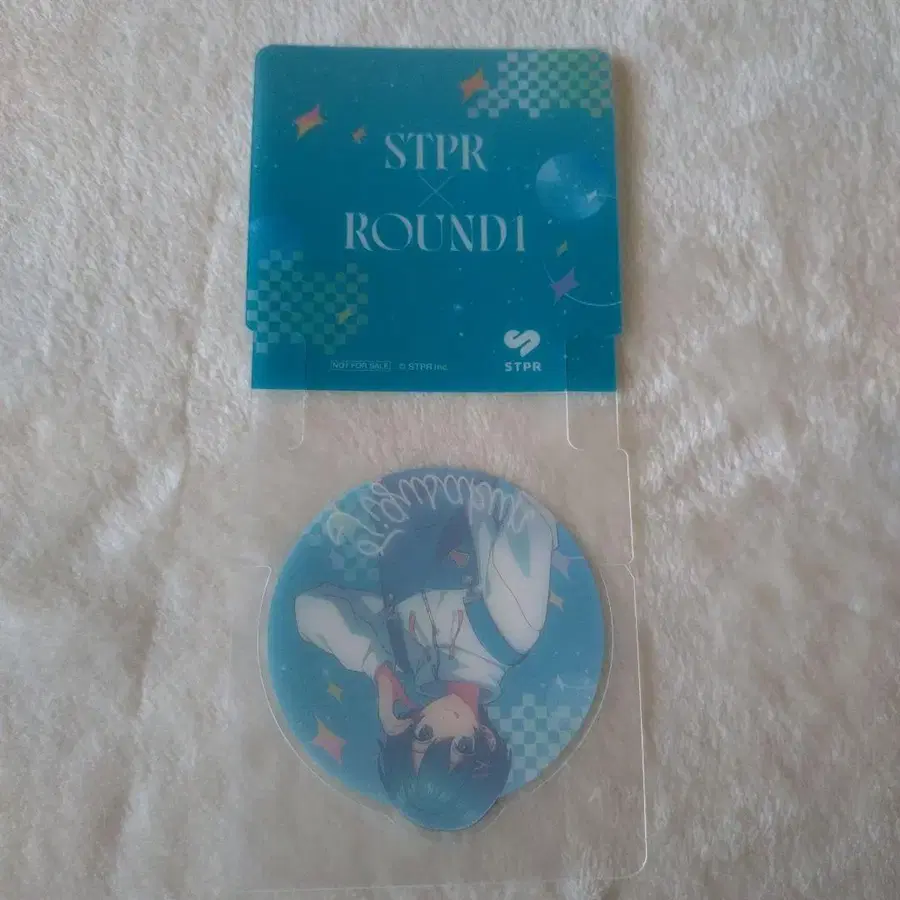 STPR
×
ROUND1
NOT FOR SALE © STPR Inc.
STPR